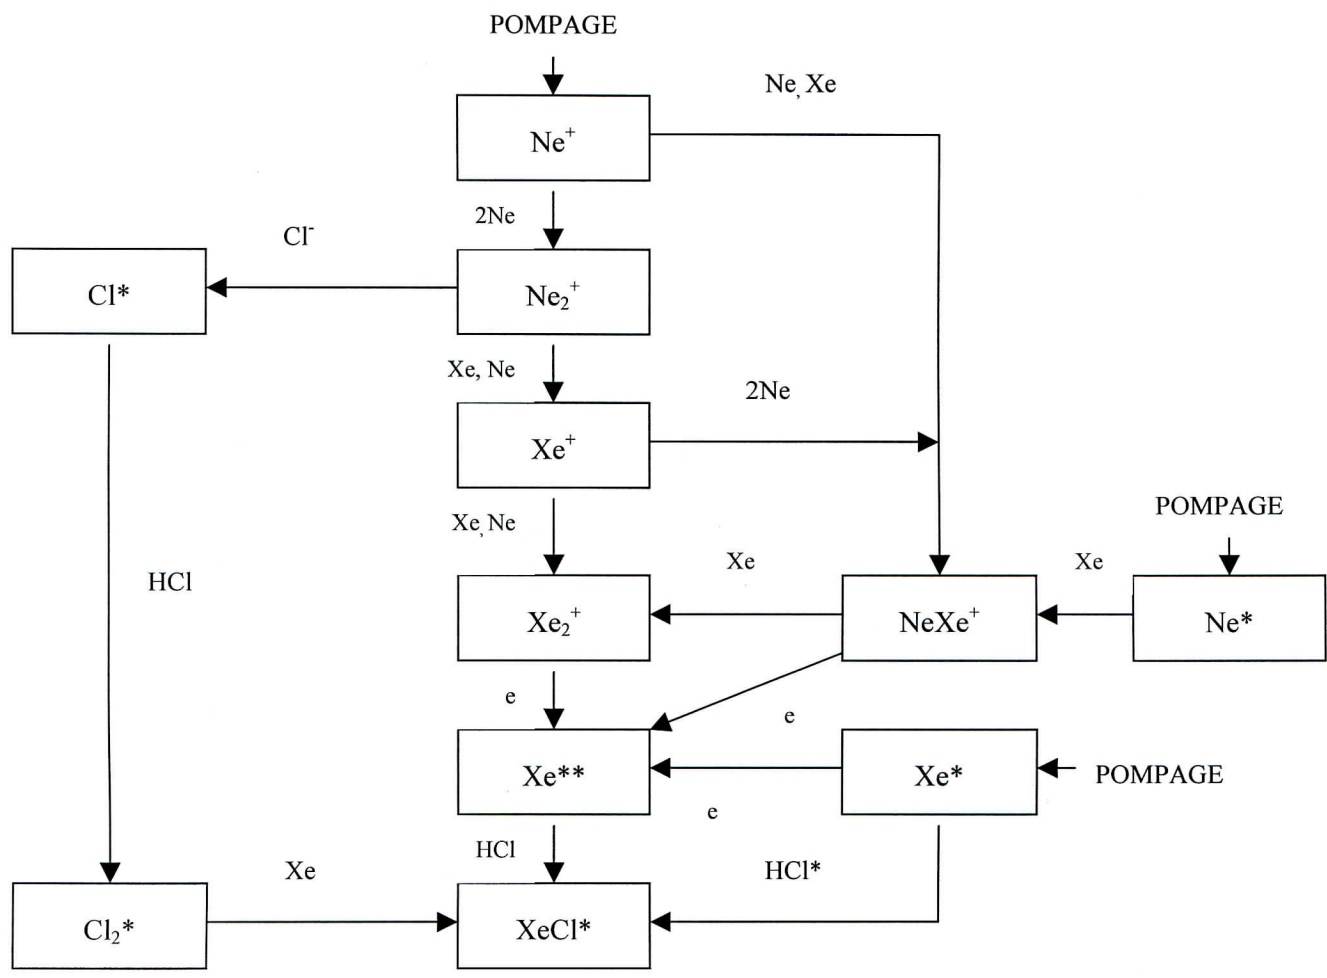 POMPAGE
Ne, Xe
Ne⁺
2Ne
Cl⁻
Cl*
Ne₂⁺
Xe, Ne
2Ne
Xe⁺
Xe, Ne
POMPAGE
HCl
Xe
Xe
Xe₂⁺
NeXe⁺
Ne*
e
e
Xe**
Xe*
POMPAGE
e
HCl
HCl*
Xe
Cl₂*
XeCl*